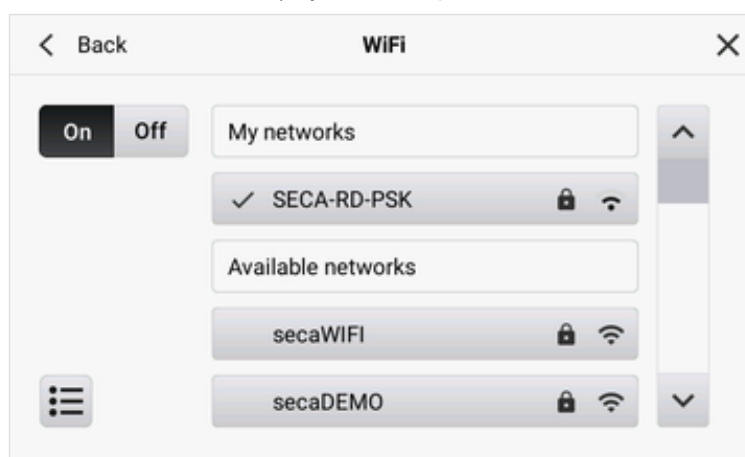 Back
WiFi
On
Off
My networks
SECA-RD-PSK
Available networks
secaWIFI
secaDEMO